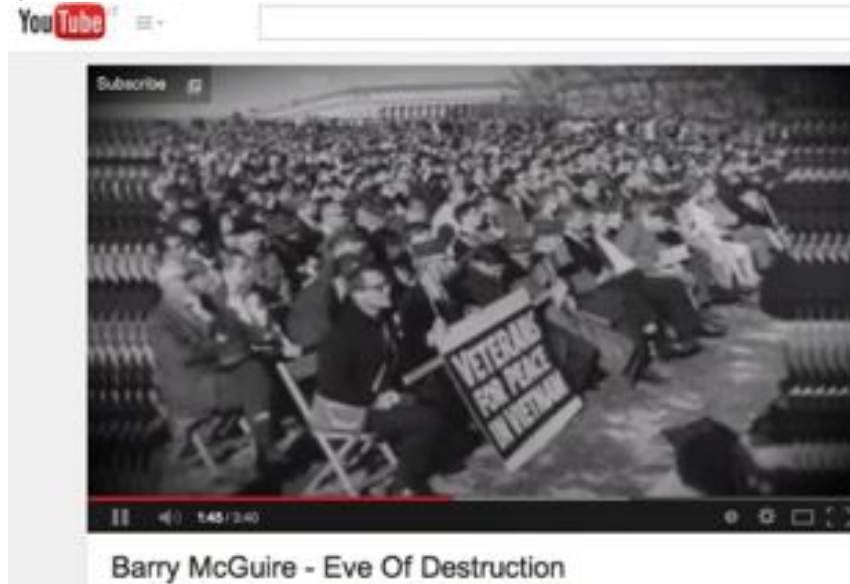 YouTube
Subscribe
VETERANS
FOR PEACE
IN VIETNAM
1:45 / 3:40
Barry McGuire - Eve Of Destruction